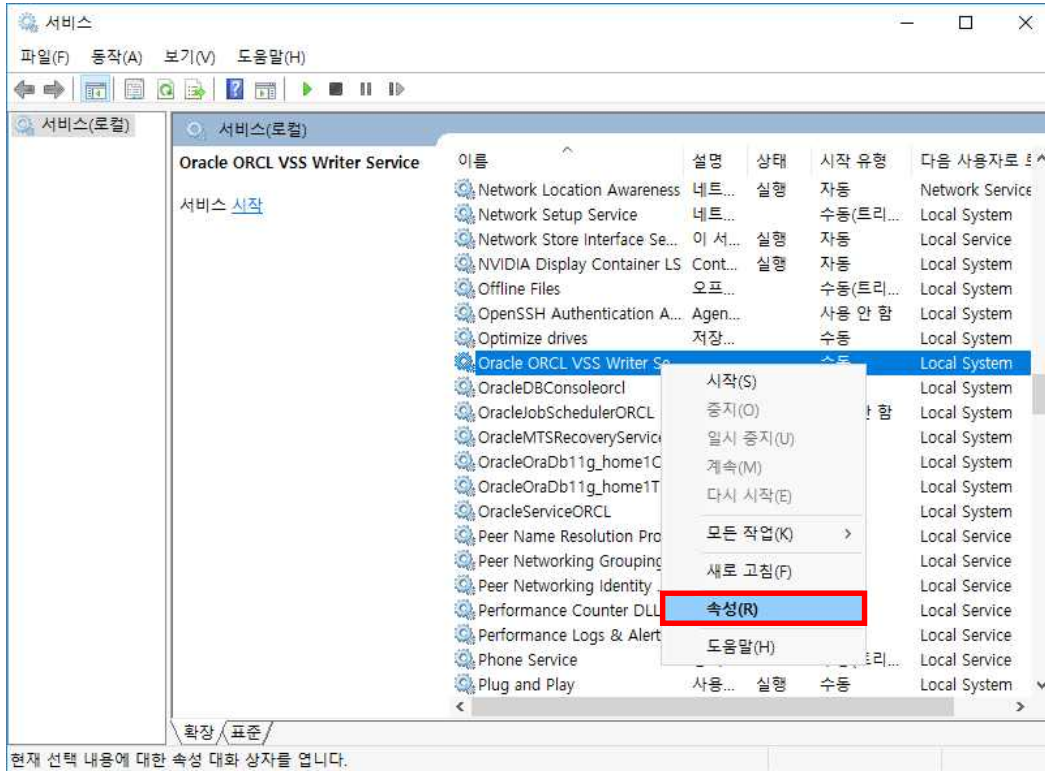 서비스
파일(F) 동작(A) 보기(V) 도움말(H)
서비스(로컬)
서비스(로컬)
Oracle ORCL VSS Writer Service
서비스 시작
이름 설명 상태 시작 유형 다음 사용자로
Network Location Awareness 네트... 실행 자동 Network Service
Network Setup Service 네트... 수동(트리... Local System
Network Store Interface Se... 이 서... 실행 자동 Local Service
NVIDIA Display Container LS Cont... 실행 자동 Local System
Offline Files 오프... 수동(트리... Local System
OpenSSH Authentication A... Agen... 사용 안 함 Local System
Optimize drives 저장... 수동 Local System
Oracle ORCL VSS Writer Se 수동 Local System
OracleDBConsoleorcl Local System
OracleJobSchedulerORCL 함 Local System
OracleMTSRecoveryService Local System
OracleOraDb11g_home1C Local System
OracleOraDb11g_home1T Local System
OracleServiceORCL Local System
Peer Name Resolution Pro Local Service
Peer Networking Grouping Local Service
Peer Networking Identity Local Service
Performance Counter DLL Local Service
Performance Logs & Alert Local Service
Phone Service Local Service
Plug and Play 사용... 실행 수동 Local System
시작(S)
중지(O)
일시 중지(U)
계속(M)
다시 시작(E)
모든 작업(K)
새로 고침(F)
속성(R)
도움말(H)
확장 표준
현재 선택 내용에 대한 속성 대화 상자를 엽니다.